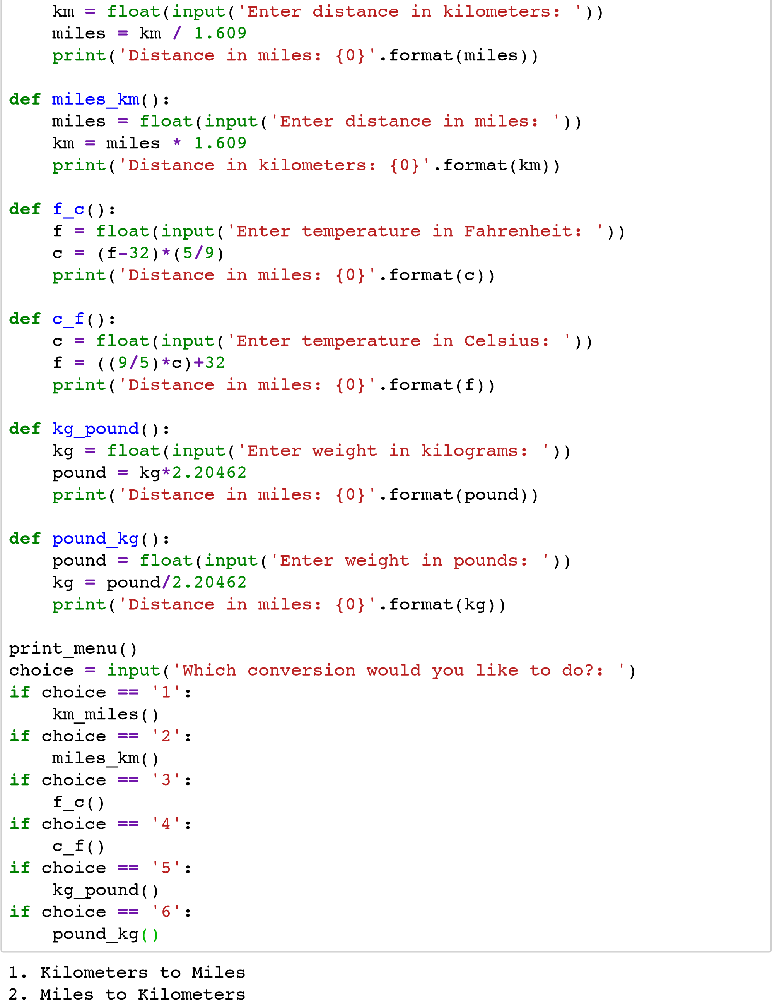 km = float(input('Enter distance in kilometers: '))
    miles = km / 1.609
    print('Distance in miles: {0}'.format(miles))

def miles_km():
    miles = float(input('Enter distance in miles: '))
    km = miles * 1.609
    print('Distance in kilometers: {0}'.format(km))

def f_c():
    f = float(input('Enter temperature in Fahrenheit: '))
    c = (f-32)*(5/9)
    print('Distance in miles: {0}'.format(c))

def c_f():
    c = float(input('Enter temperature in Celsius: '))
    f = ((9/5)*c)+32
    print('Distance in miles: {0}'.format(f))

def kg_pound():
    kg = float(input('Enter weight in kilograms: '))
    pound = kg*2.20462
    print('Distance in miles: {0}'.format(pound))

def pound_kg():
    pound = float(input('Enter weight in pounds: '))
    kg = pound/2.20462
    print('Distance in miles: {0}'.format(kg))

print_menu()
choice = input('Which conversion would you like to do?: ')
if choice == '1':
    km_miles()
if choice == '2':
    miles_km()
if choice == '3':
    f_c()
if choice == '4':
    c_f()
if choice == '5':
    kg_pound()
if choice == '6':
    pound_kg()

1. Kilometers to Miles
2. Miles to Kilometers